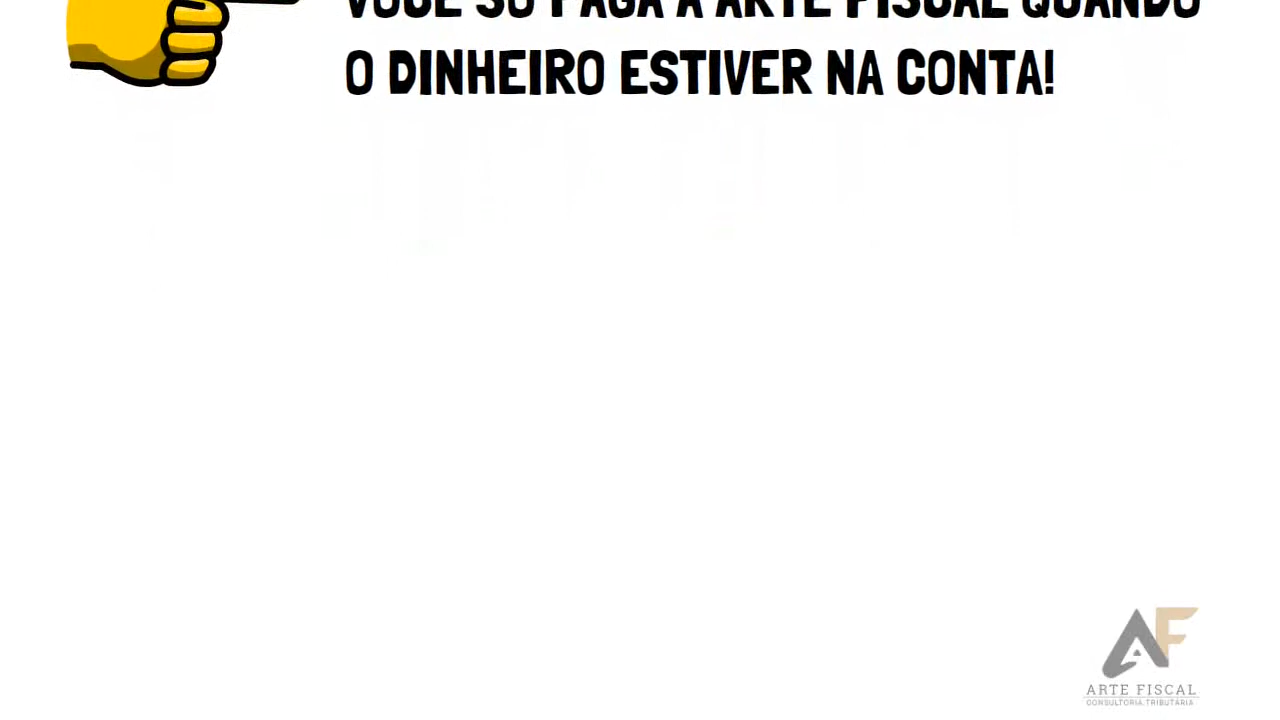 VOCÊ SÓ PAGA A ARTE FISCAL QUANDO
O DINHEIRO ESTIVER NA CONTA!
AF
ARTE FISCAL
CONSULTORIA.TRIBUTÁRIA